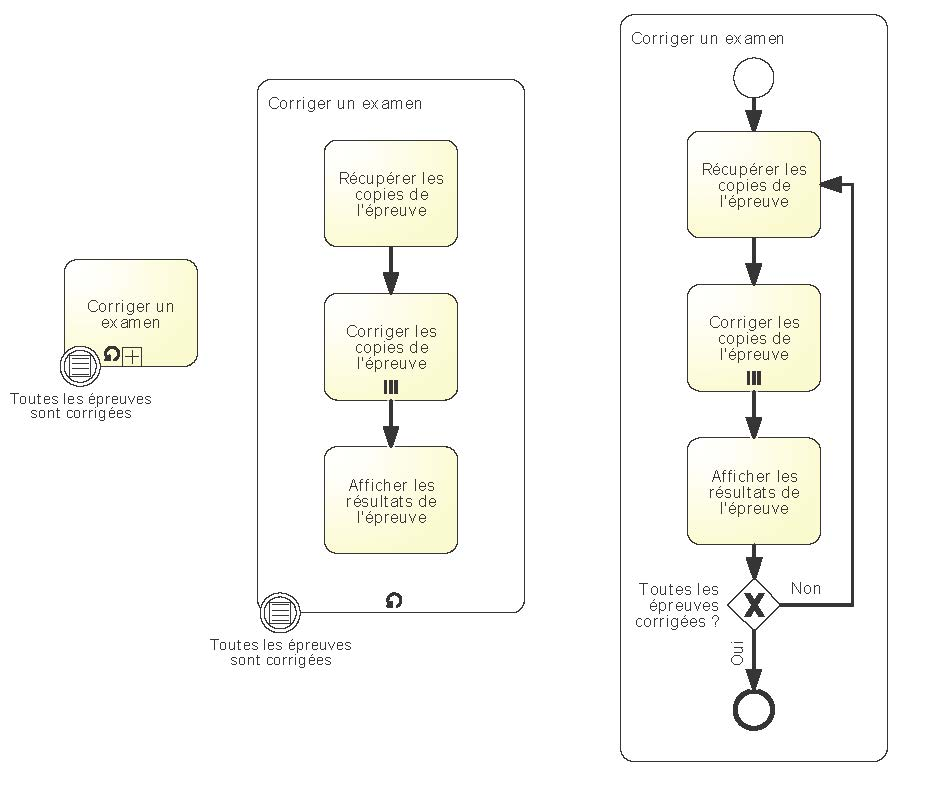 Corriger un
examen
Toutes les épreuves
sont corrigées
Corriger un examen
Récupérer les
copies de
l'épreuve
Corriger les
copies de
l'épreuve
Afficher les
résultats de
l'épreuve
Toutes les épreuves
sont corrigées
Corriger un examen
Récupérer les
copies de
l'épreuve
Corriger les
copies de
l'épreuve
Afficher les
résultats de
l'épreuve
Toutes les
épreuves
corrigées ?
Non
Oui